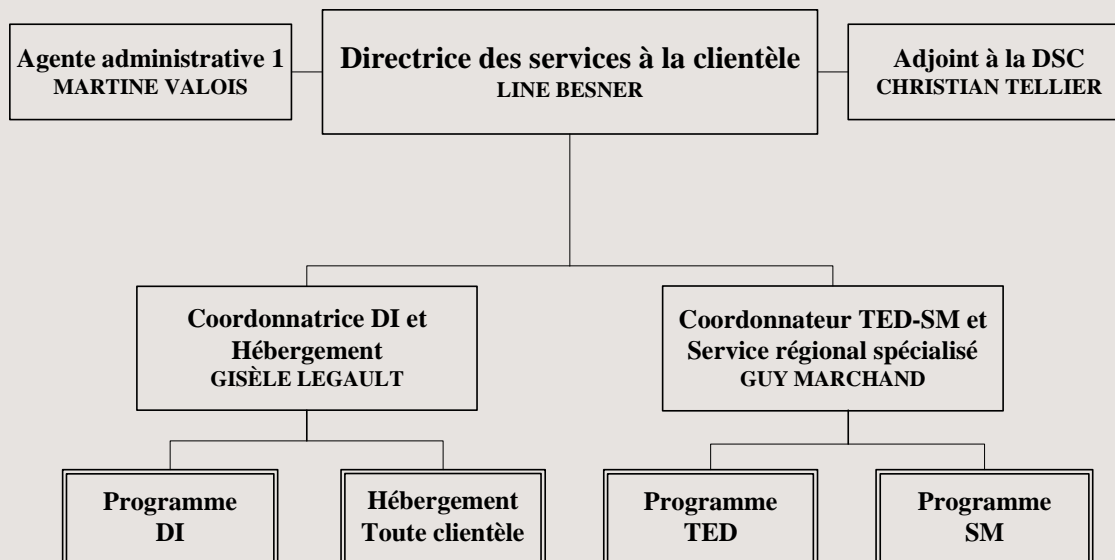 Agente administrative 1
MARTINE VALOIS
Directrice des services à la clientèle
LINE BESNER
Adjoint à la DSC
CHRISTIAN TELLIER
Coordonnatrice DI et
Hébergement
GISÈLE LEGAULT
Coordonnateur TED-SM et
Service régional spécialisé
GUY MARCHAND
Programme
DI
Hébergement
Toute clientèle
Programme
TED
Programme
SM